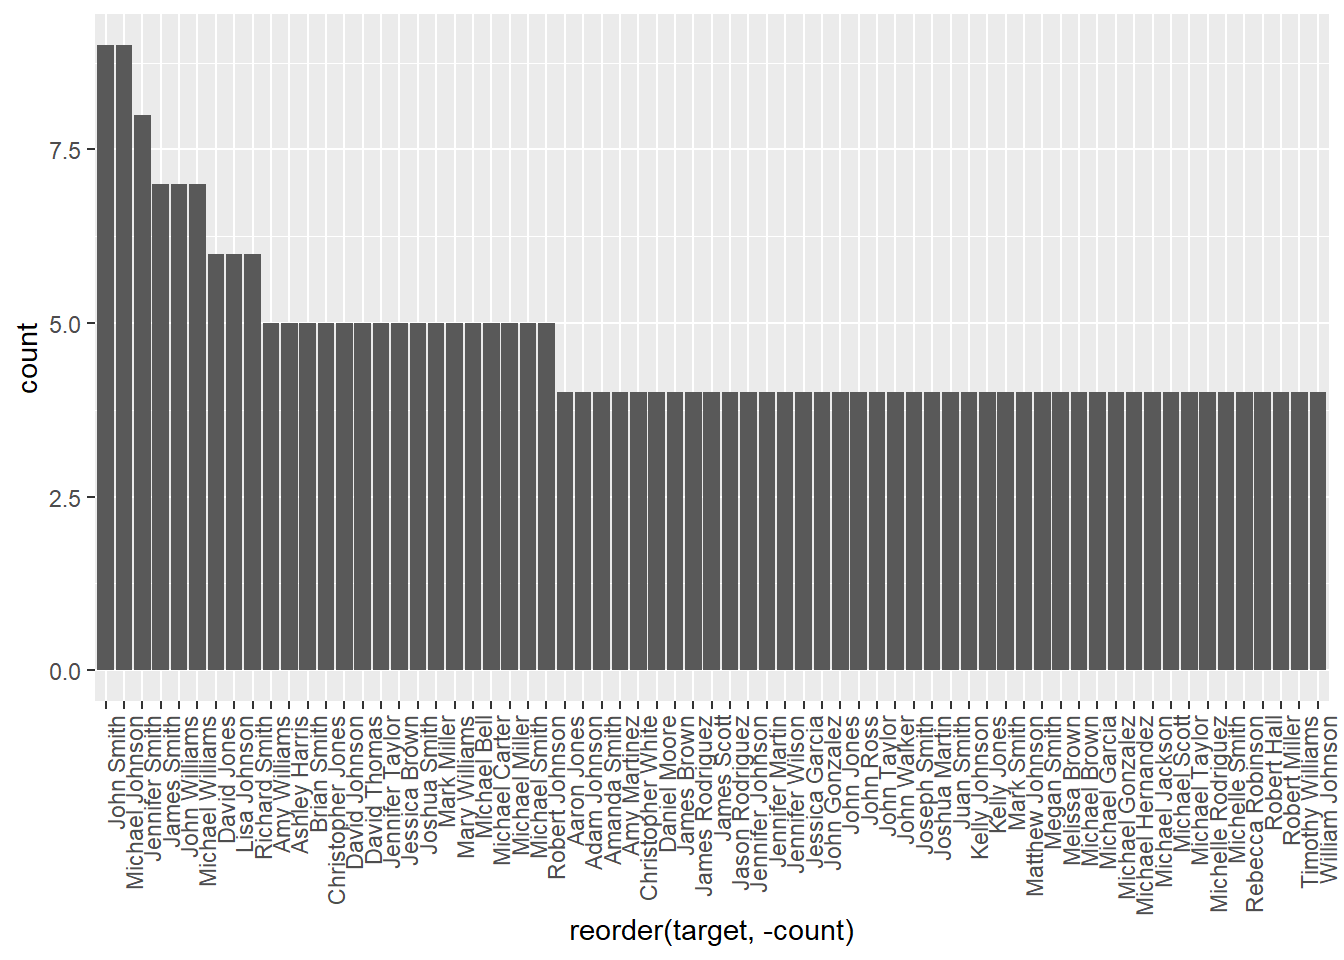 count
7.5
5.0
2.5
0.0
John Smith
Michael Johnson
Jennifer Smith
James Smith
John Williams
Michael Williams
David Jones
Lisa Johnson
Richard Smith
Amy Williams
Ashley Harris
Brian Smith
Christopher Jones
David Johnson
David Thomas
Jennifer Taylor
Jessica Brown
Joshua Smith
Mark Miller
Mary Williams
Michael Bell
Michael Carter
Michael Miller
Michael Smith
Robert Johnson
Aaron Jones
Adam Johnson
Amanda Smith
Amy Martinez
Christopher White
Daniel Moore
James Brown
James Rodriguez
James Scott
Jason Rodriguez
Jennifer Johnson
Jennifer Martin
Jennifer Wilson
Jessica Garcia
John Gonzalez
John Jones
John Ross
John Taylor
John Walker
Joseph Smith
Joshua Martin
Juan Smith
Kelly Johnson
Kelly Jones
Mark Smith
Matthew Johnson
Megan Smith
Melissa Brown
Michael Brown
Michael Garcia
Michael Gonzalez
Michael Hernandez
Michael Jackson
Michael Scott
Michael Taylor
Michelle Rodriguez
Michelle Smith
Rebecca Robinson
Robert Hall
Robert Miller
Timothy Williams
William Johnson
reorder(target, -count)